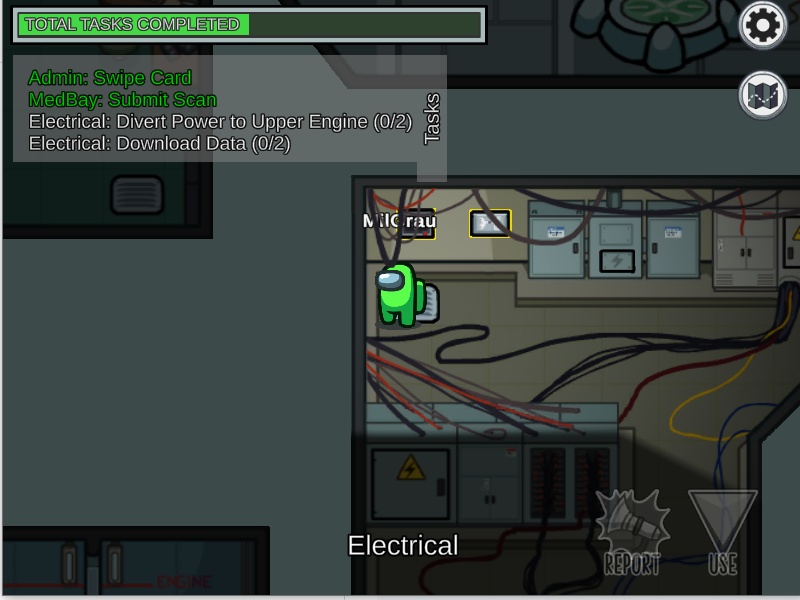 TOTAL TASKS COMPLETED
Admin: Swipe Card
MedBay: Submit Scan
Electrical: Divert Power to Upper Engine (0/2)
Electrical: Download Data (0/2)
Tasks
MilGrau
Electrical
REPORT
USE
ENGINE